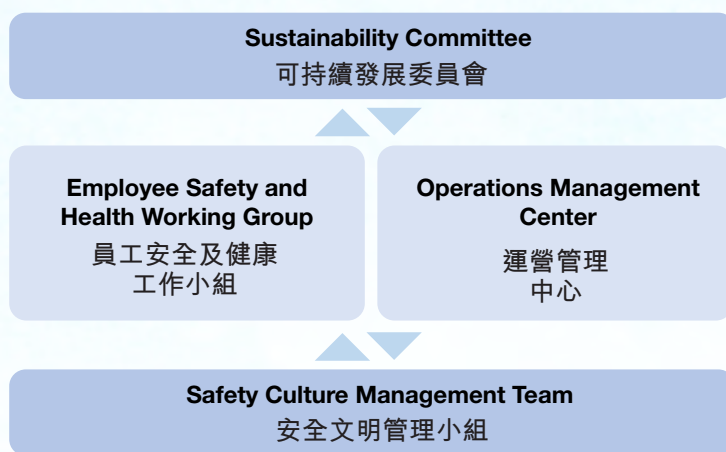 Sustainability Committee
可持續發展委員會
Employee Safety and
Health Working Group
員工安全及健康
工作小組
Operations Management
Center
運營管理
中心
Safety Culture Management Team
安全文明管理小組